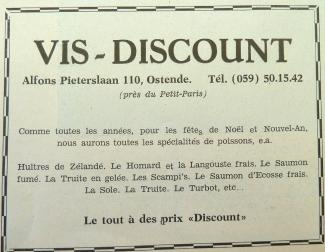 VIS - DISCOUNT
Alfons Pieterslaan 110, Ostende. Tél. (059) 50.15.42
(près du Petit-Paris)
Comme toutes les années, pour les fêtes de Noël et Nouvel-An,
nous aurons toutes les spécialités de poissons, e.a.
Huîtres de Zélande. Le Homard et la Langouste frais. Le Saumon
fumé. La Truite en gelée. Les Scampi's. Le Saumon d'Ecosse frais.
La Sole. La Truite. Le Turbot, etc...
Le tout à des prix «Discount»